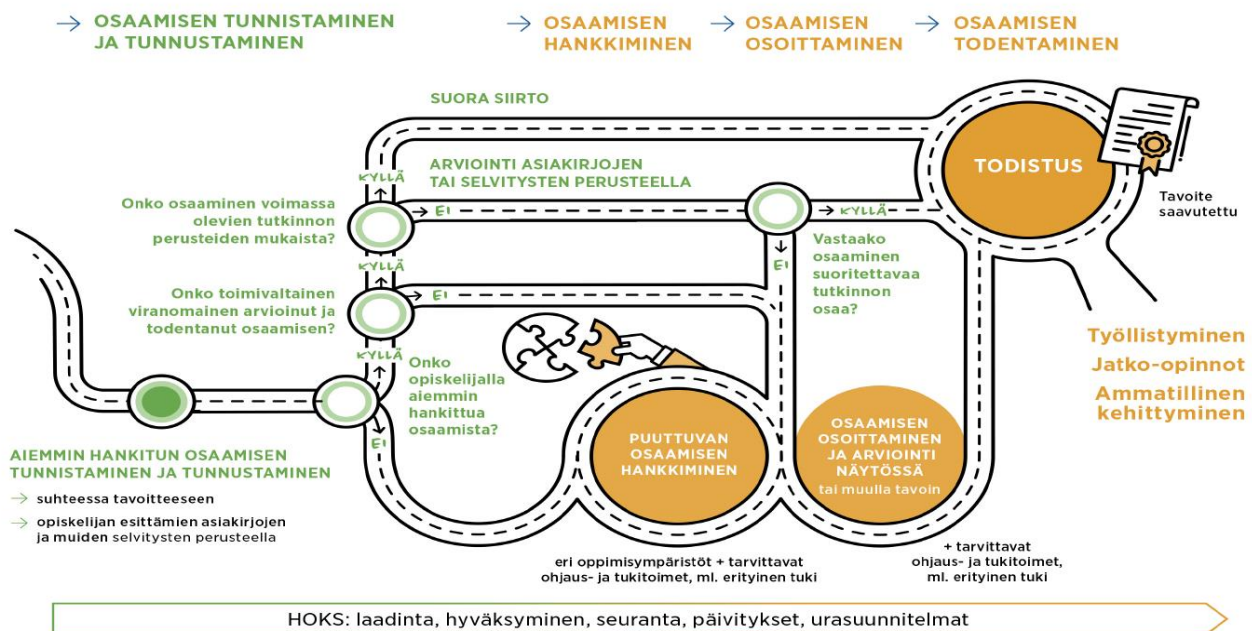 → OSAAMISEN TUNNISTAMINEN
JA TUNNUSTAMINEN
→ OSAAMISEN
HANKKIMINEN
→ OSAAMISEN
OSOITTAMINEN
→ OSAAMISEN
TODENTAMINEN
SUORA SIIRTO
TODISTUS
Tavoite
saavutettu
ARVIOINTI ASIAKIRJOJEN
TAI SELVITYSTEN PERUSTEELLA
KYLLÄ
Onko osaaminen voimassa
olevien tutkinnon
perusteiden mukaista?
→ EI
→ KYLLÄ
Vastaako
osaaminen
suoritettavaa
tutkinnon
osaa?
EI
KYLLÄ
Onko toimivaltainen
viranomainen arvioinut ja
todentanut osaamisen?
→ EI
KYLLÄ
Onko
opiskelijalla
aiemmin
hankittua
osaamista?
EI
Työllistyminen
Jatko-opinnot
Ammatillinen
kehittyminen
AIEMMIN HANKITUN OSAAMISEN
TUNNISTAMINEN JA TUNNUSTAMINEN
→ suhteessa tavoitteeseen
→ opiskelijan esittämien asiakirjojen
ja muiden selvitysten perusteella
PUUTTUVAN
OSAAMISEN
HANKKIMINEN
OSAAMISEN
OSOITTAMINEN
JA ARVIOINTI
NÄYTÖSSÄ
tai muulla tavoin
eri oppimisympäristöt + tarvittavat
ohjaus- ja tukitoimet, ml. erityinen tuki
+ tarvittavat
ohjaus- ja tukitoimet,
ml. erityinen tuki
HOKS: laadinta, hyväksyminen, seuranta, päivitykset, urasuunnitelmat